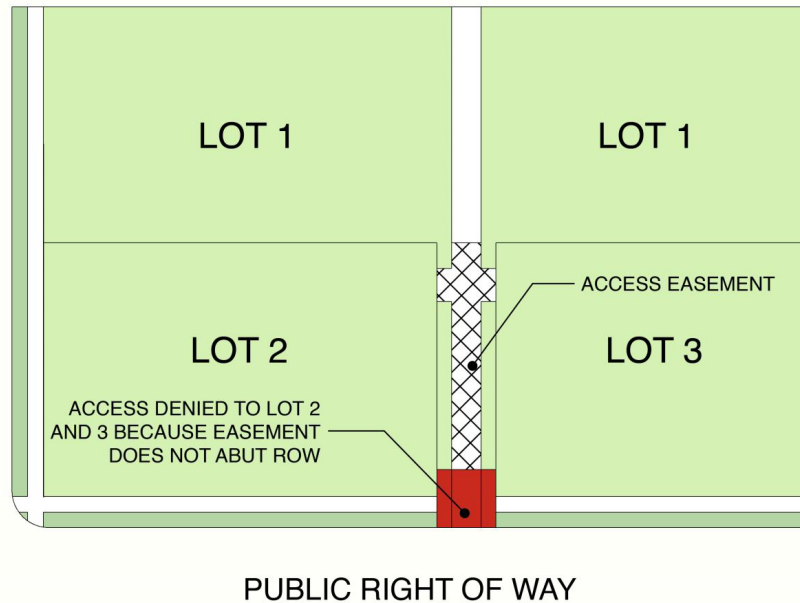 LOT 1
LOT 1
ACCESS EASEMENT
LOT 2
LOT 3
ACCESS DENIED TO LOT 2
AND 3 BECAUSE EASEMENT
DOES NOT ABUT ROW
PUBLIC RIGHT OF WAY